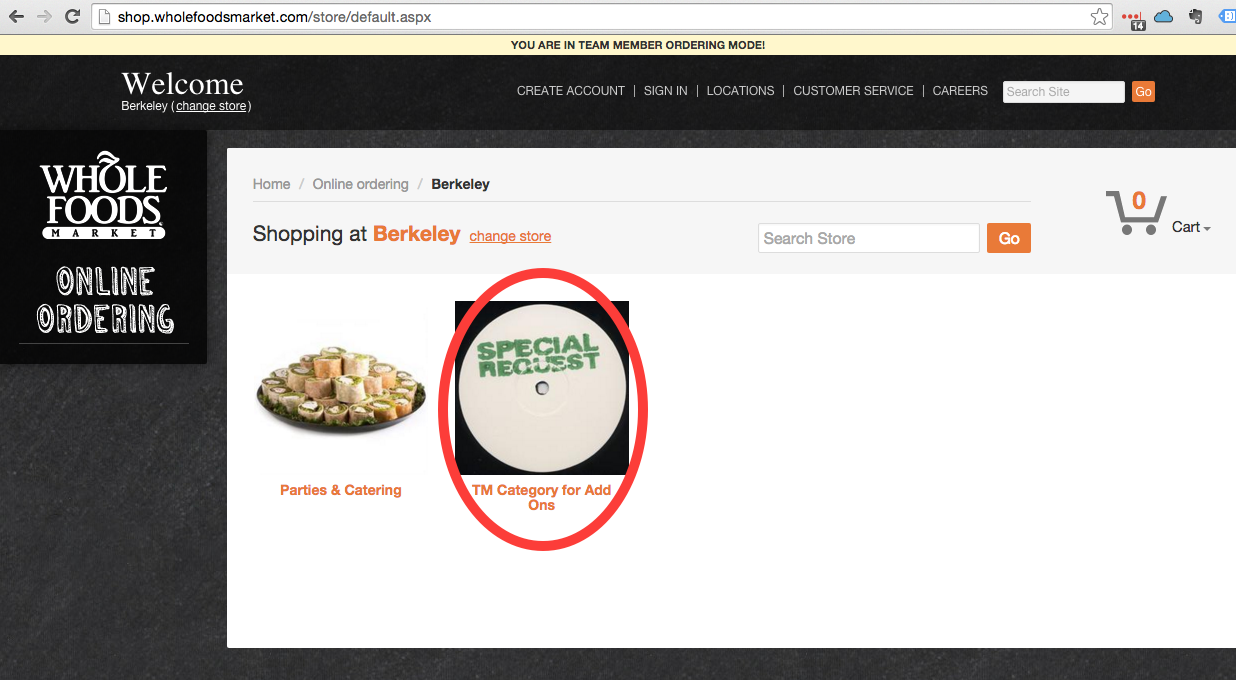 shop.wholefoodsmarket.com/store/default.aspx
14
YOU ARE IN TEAM MEMBER ORDERING MODE!
Welcome
Berkeley (change store)
CREATE ACCOUNT | SIGN IN | LOCATIONS | CUSTOMER SERVICE | CAREERS
Search Site
Go
WHOLE
FOODS
MARKET
ONLINE
ORDERING
Home / Online ordering / Berkeley
Shopping at Berkeley change store
Search Store
Go
0
Cart
SPECIAL
REQUEST
Parties & Catering
TM Category for Add
Ons